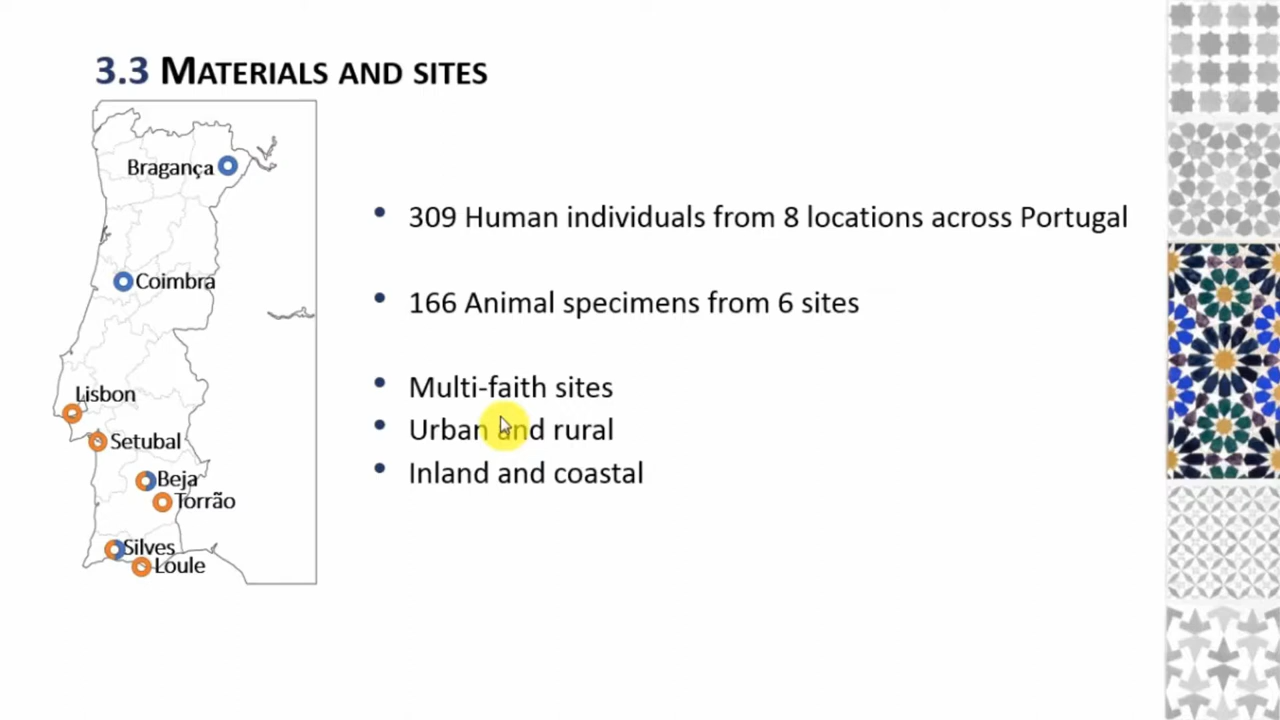 3.3 MATERIALS AND SITES
Bragança
Coimbra
Lisbon
Setubal
Beja
Torrão
Silves
Loule
• 309 Human individuals from 8 locations across Portugal
• 166 Animal specimens from 6 sites
• Multi-faith sites
• Urban and rural
• Inland and coastal